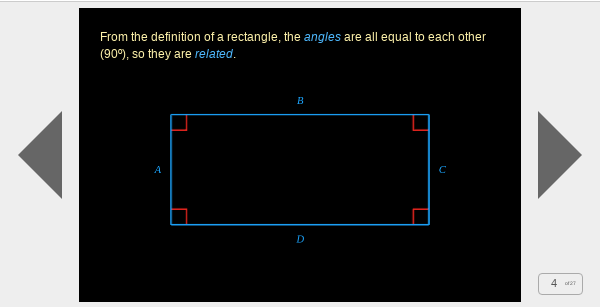 From the definition of a rectangle, the angles are all equal to each other
(90º), so they are related.
B
A
C
D
4 of 27